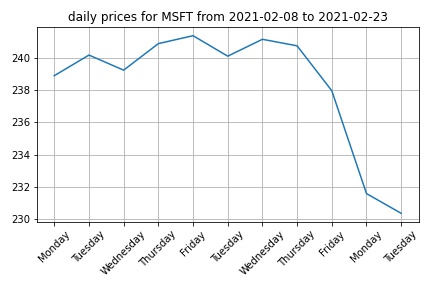 daily prices for MSFT from 2021-02-08 to 2021-02-23
240
238
236
234
232
230
Monday
Tuesday
Wednesday
Thursday
Friday
Tuesday
Wednesday
Thursday
Friday
Monday
Tuesday